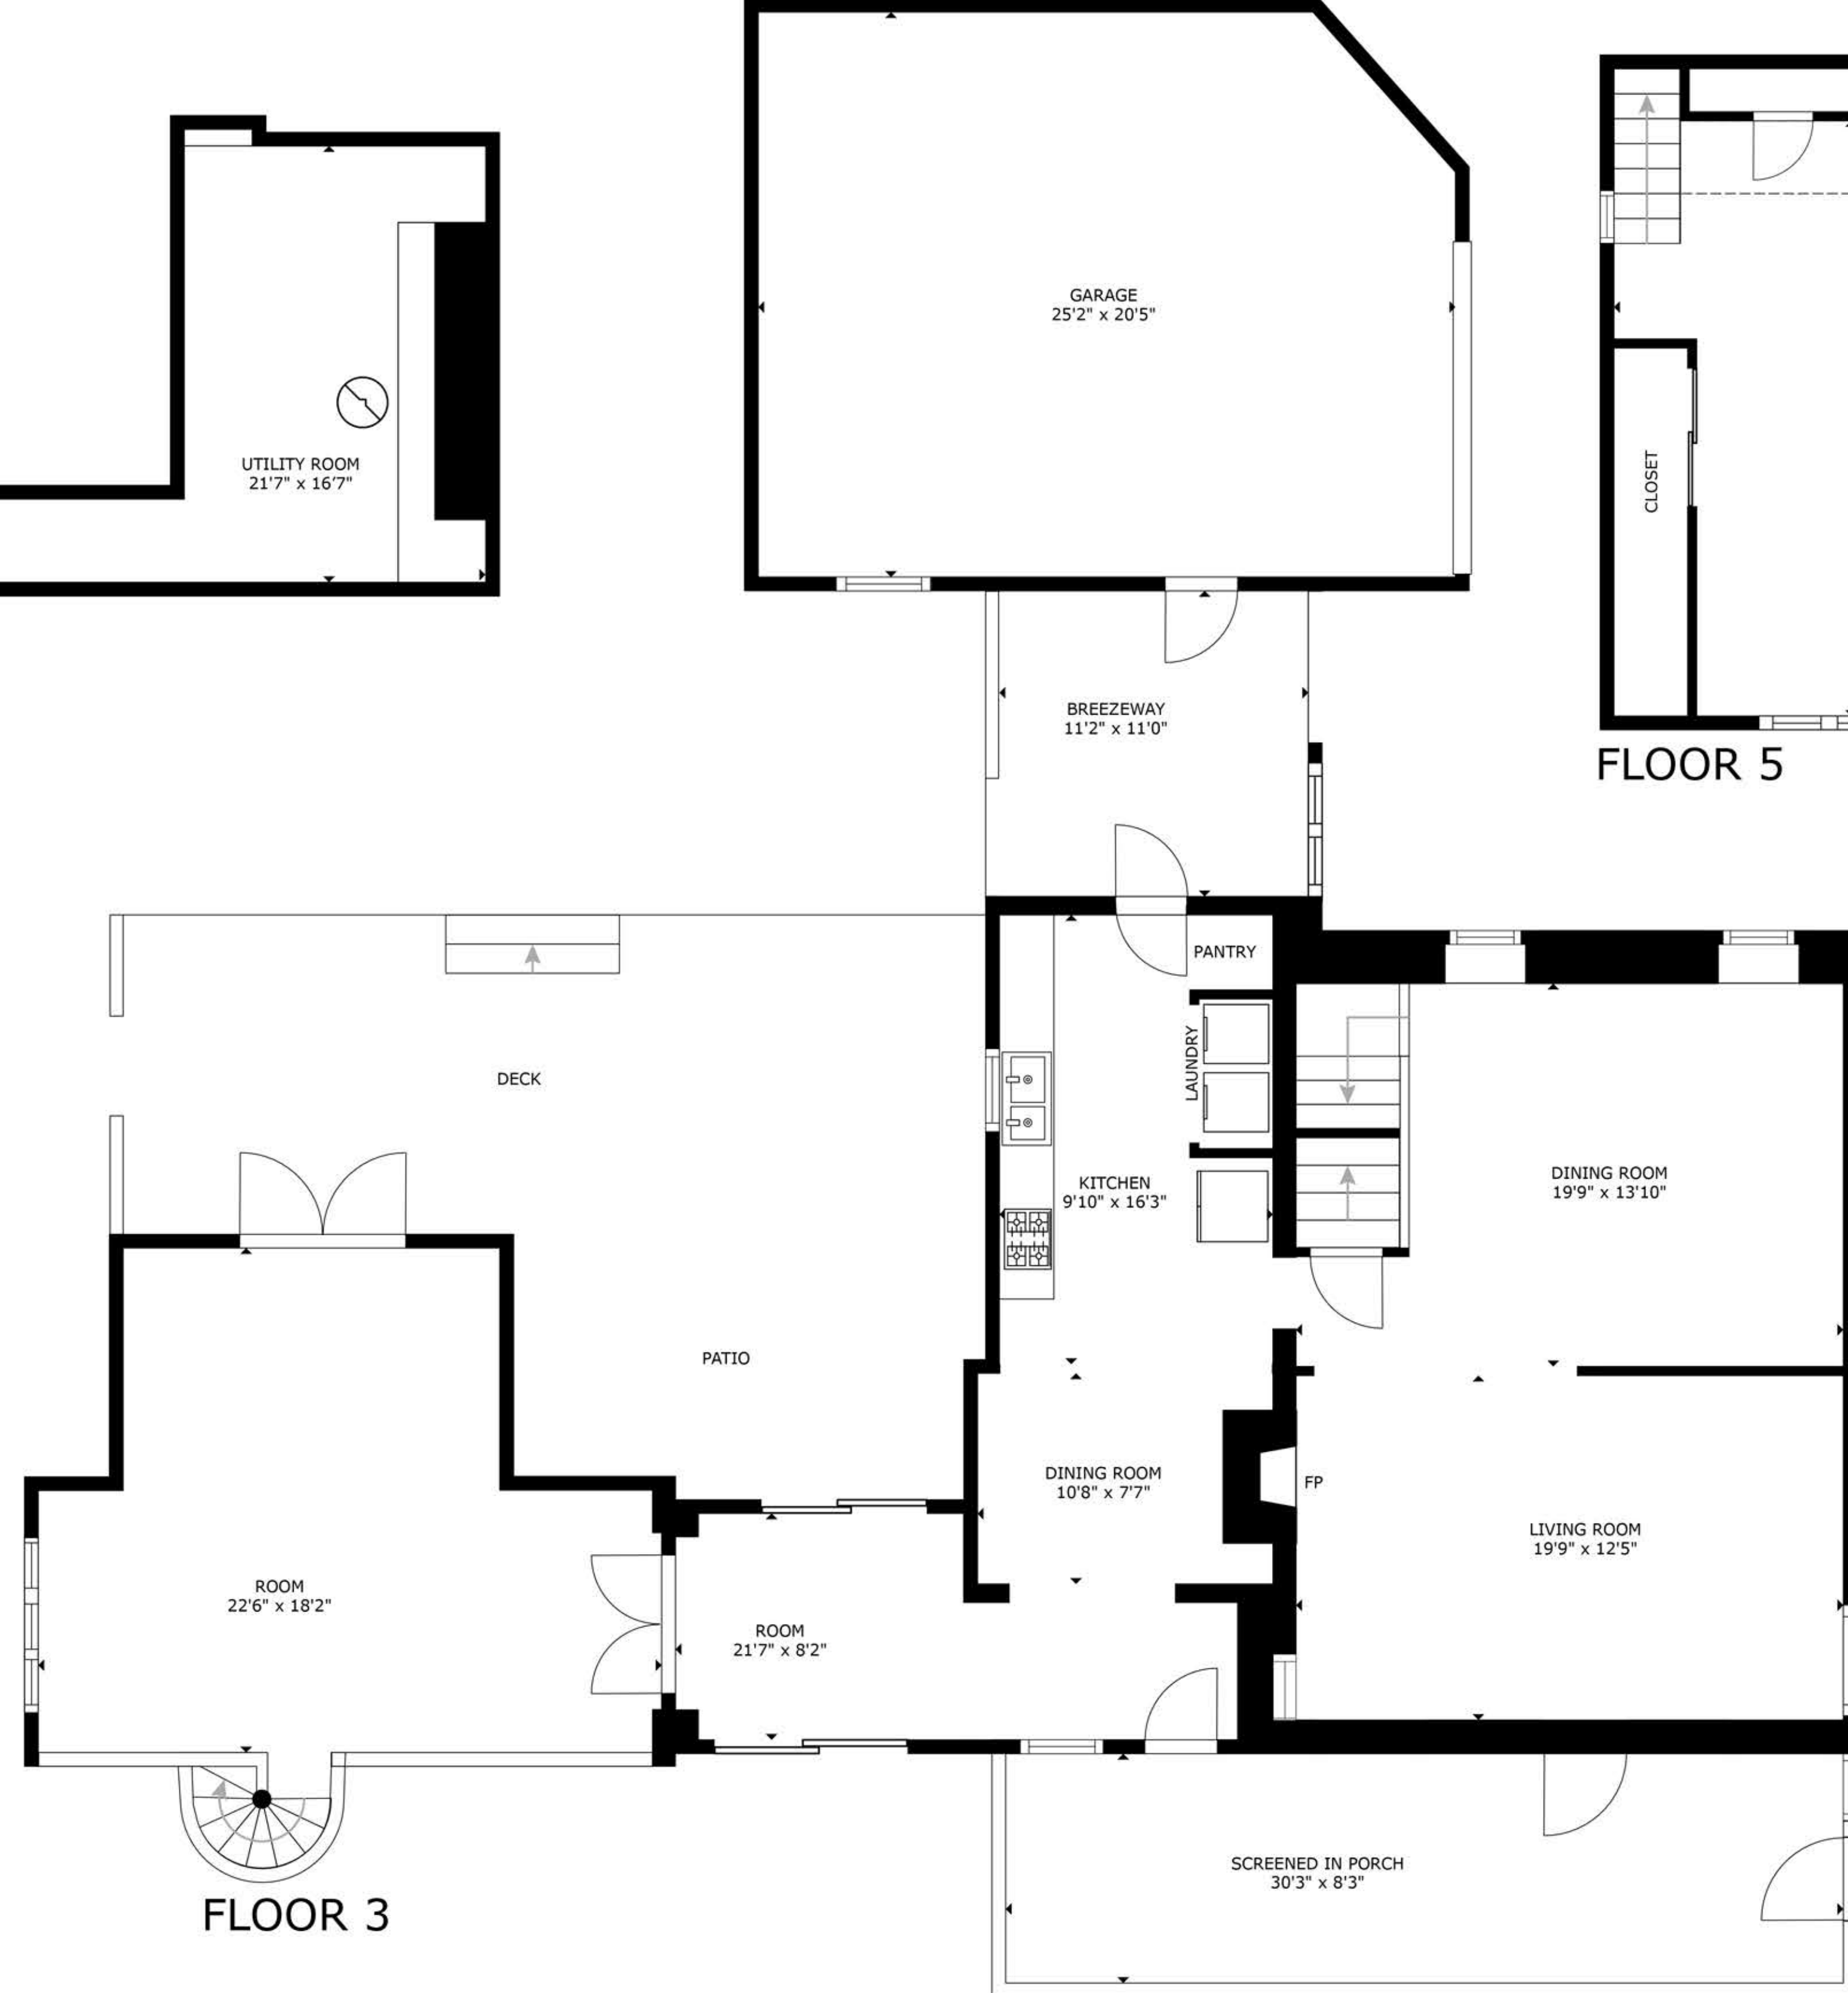 GARAGE
25'2" x 20'5"
UTILITY ROOM
21'7" x 16'7"
CLOSET
BREEZEWAY
11'2" x 11'0"
FLOOR 5
PANTRY
LAUNDRY
DECK
KITCHEN
9'10" x 16'3"
DINING ROOM
19'9" x 13'10"
PATIO
DINING ROOM
10'8" x 7'7"
FP
LIVING ROOM
19'9" x 12'5"
ROOM
22'6" x 18'2"
ROOM
21'7" x 8'2"
SCREENED IN PORCH
30'3" x 8'3"
FLOOR 3